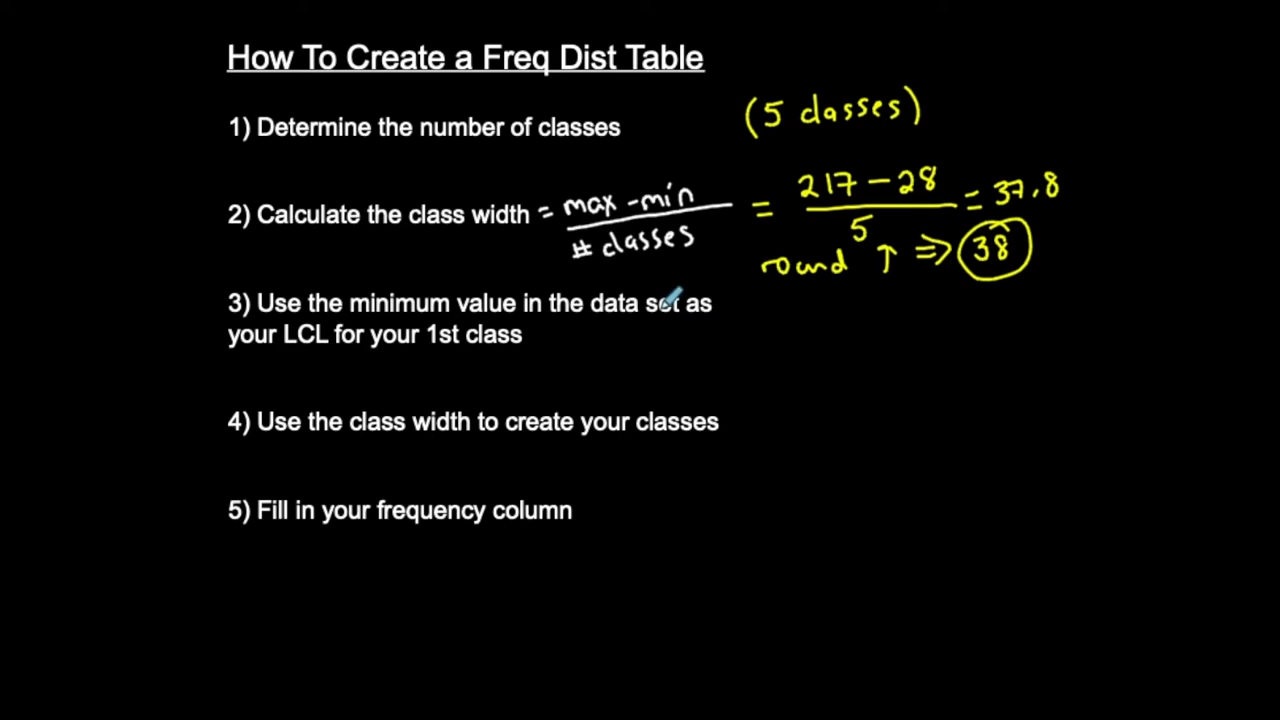 How To Create a Freq Dist Table
1) Determine the number of classes
(5 classes)
2) Calculate the class width = max - min / # classes = 217 - 28 / 5 = 37.8
round ↑ ⇒ 38
3) Use the minimum value in the data set as
your LCL for your 1st class
4) Use the class width to create your classes
5) Fill in your frequency column